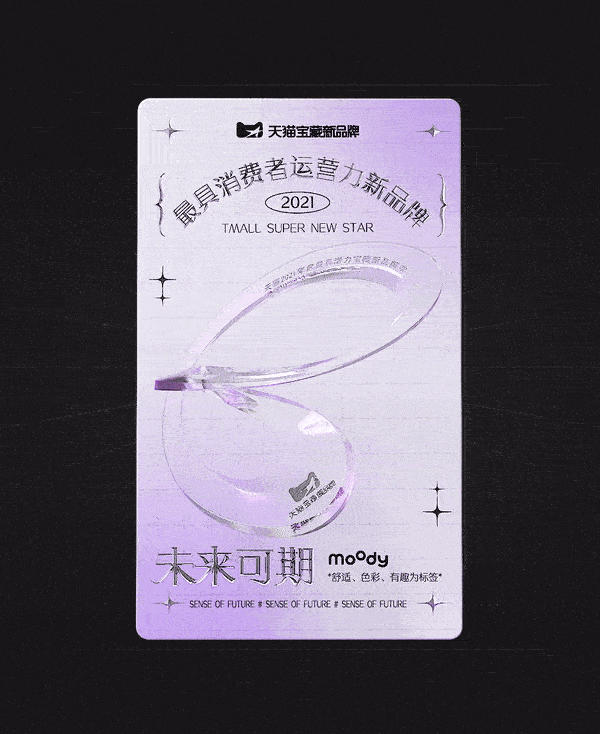 天猫宝藏新品牌
最具消费者运营力新品牌
2021
TMALL SUPER NEW STAR
未来可期
moody
*舒适、色彩、有趣为标签*
SENSE OF FUTURE # SENSE OF FUTURE # SENSE OF FUTURE